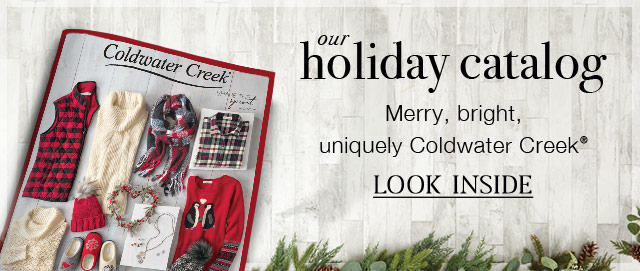 Coldwater Creek
our
holiday catalog
Merry, bright,
uniquely Coldwater Creek®
LOOK INSIDE